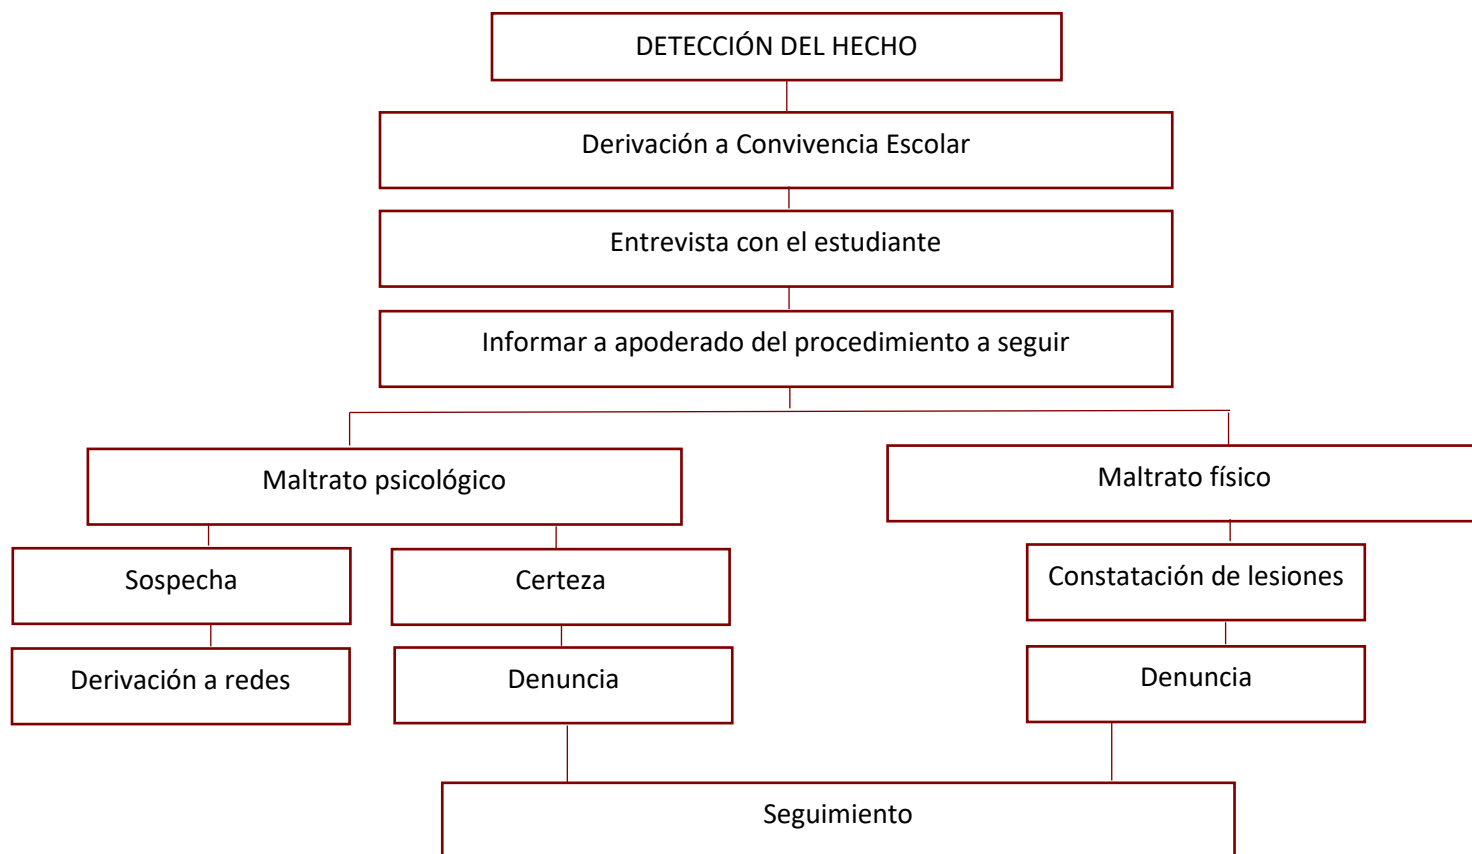 DETECCIÓN DEL HECHO
Derivación a Convivencia Escolar
Entrevista con el estudiante
Informar a apoderado del procedimiento a seguir
Maltrato psicológico
Maltrato físico
Sospecha
Certeza
Constatación de lesiones
Derivación a redes
Denuncia
Denuncia
Seguimiento